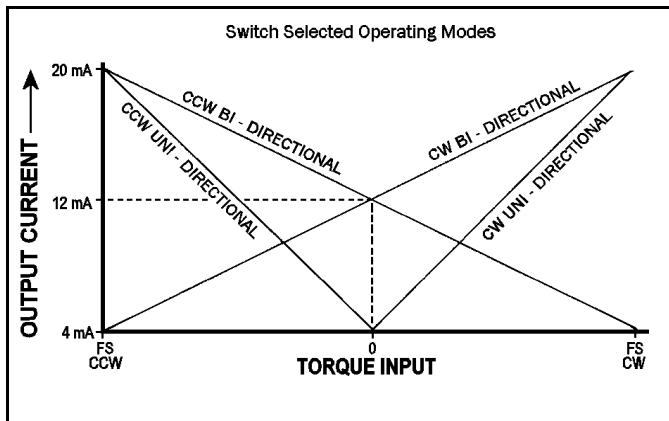 Switch Selected Operating Modes
20 mA
CCW BI - DIRECTIONAL
CW BI - DIRECTIONAL
CCW UNI - DIRECTIONAL
CW UNI - DIRECTIONAL
OUTPUT CURRENT
12 mA
4 mA
FS
CCW
0
FS
CW
TORQUE INPUT